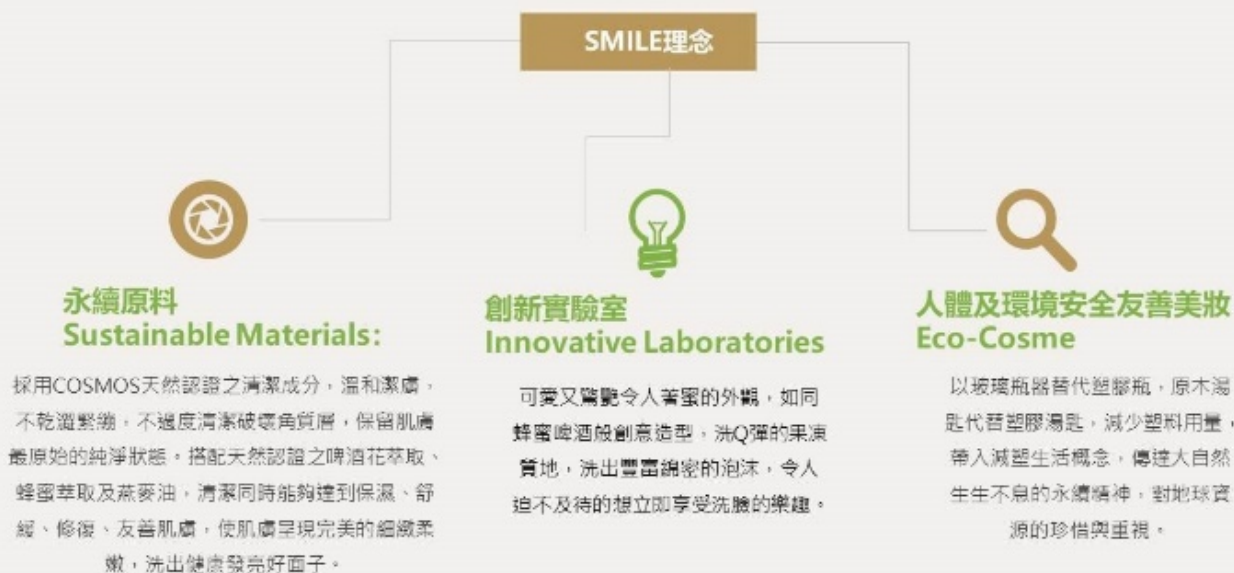 SMILE理念
永續原料
Sustainable Materials:
採用COSMOS天然認證之清潔成分，溫和潔膚，
不乾澀緊繃，不過度清潔破壞角質層，保留肌膚
最原始的純淨狀態。搭配天然認證之啤酒花萃取、
蜂蜜萃取及燕麥油，清潔同時能夠達到保濕、舒
緩、修復、友善肌膚，使肌膚呈現完美的細緻柔
嫩，洗出健康發亮好面子。
創新實驗室
Innovative Laboratories
可愛又驚艷令人著蜜的外觀，如同
蜂蜜啤酒般創意造型，洗Q彈的果凍
質地，洗出豐富綿密的泡沫，令人
迫不及待的想立即享受洗臉的樂趣。
人體及環境安全友善美妝
Eco-Cosme
以玻璃瓶器替代塑膠瓶，原木湯
匙代替塑膠湯匙，減少塑料用量，
帶入減塑生活概念，傳達大自然
生生不息的永續精神，對地球資
源的珍惜與重視。